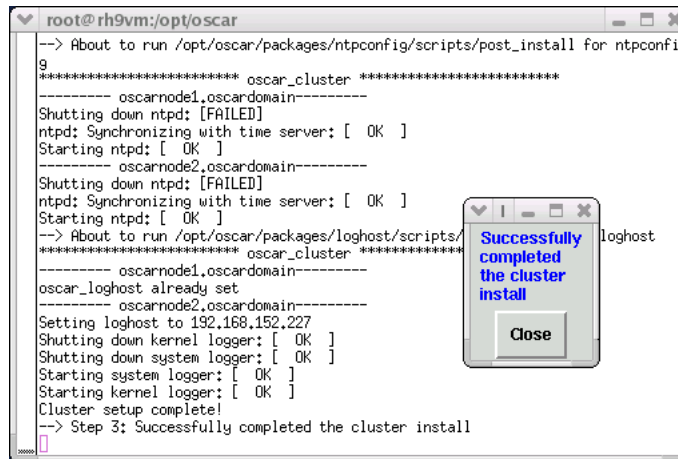 root@rh9vm:/opt/oscar
--> About to run /opt/oscar/packages/ntpconfig/scripts/post_install for ntpconfi
g
************************** oscar_cluster **************************
--------- oscarnode1.oscardomain---------
Shutting down ntpd: [FAILED]
ntpd: Synchronizing with time server: [  OK  ]
Starting ntpd: [  OK  ]
--------- oscarnode2.oscardomain---------
Shutting down ntpd: [FAILED]
ntpd: Synchronizing with time server: [  OK  ]
Starting ntpd: [  OK  ]
--> About to run /opt/oscar/packages/loghost/scripts/ loghost
************************** oscar_cluster **************
--------- oscarnode1.oscardomain---------
oscar_loghost already set
--------- oscarnode2.oscardomain---------
Setting loghost to 192.168.152.227
Shutting down kernel logger: [  OK  ]
Shutting down system logger: [  OK  ]
Starting system logger: [  OK  ]
Starting kernel logger: [  OK  ]
Cluster setup complete!
--> Step 3: Successfully completed the cluster install
Successfully
completed
the cluster
install
Close